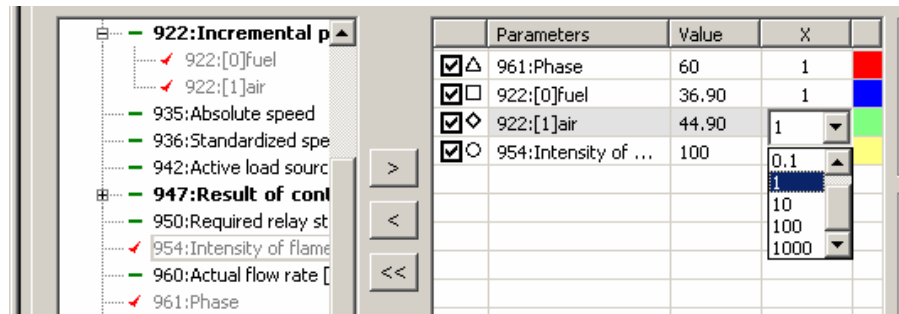 922:Incremental p
922:[0]fuel
922:[1]air
935:Absolute speed
936:Standardized spe
942:Active load sourc
947:Result of cont
950:Required relay st
954:Intensity of flame
960:Actual flow rate [
961:Phase
>
<
<<
Parameters Value X
961:Phase 60 1
922:[0]fuel 36.90 1
922:[1]air 44.90 1
954:Intensity of ... 100
0.1
1
10
100
1000